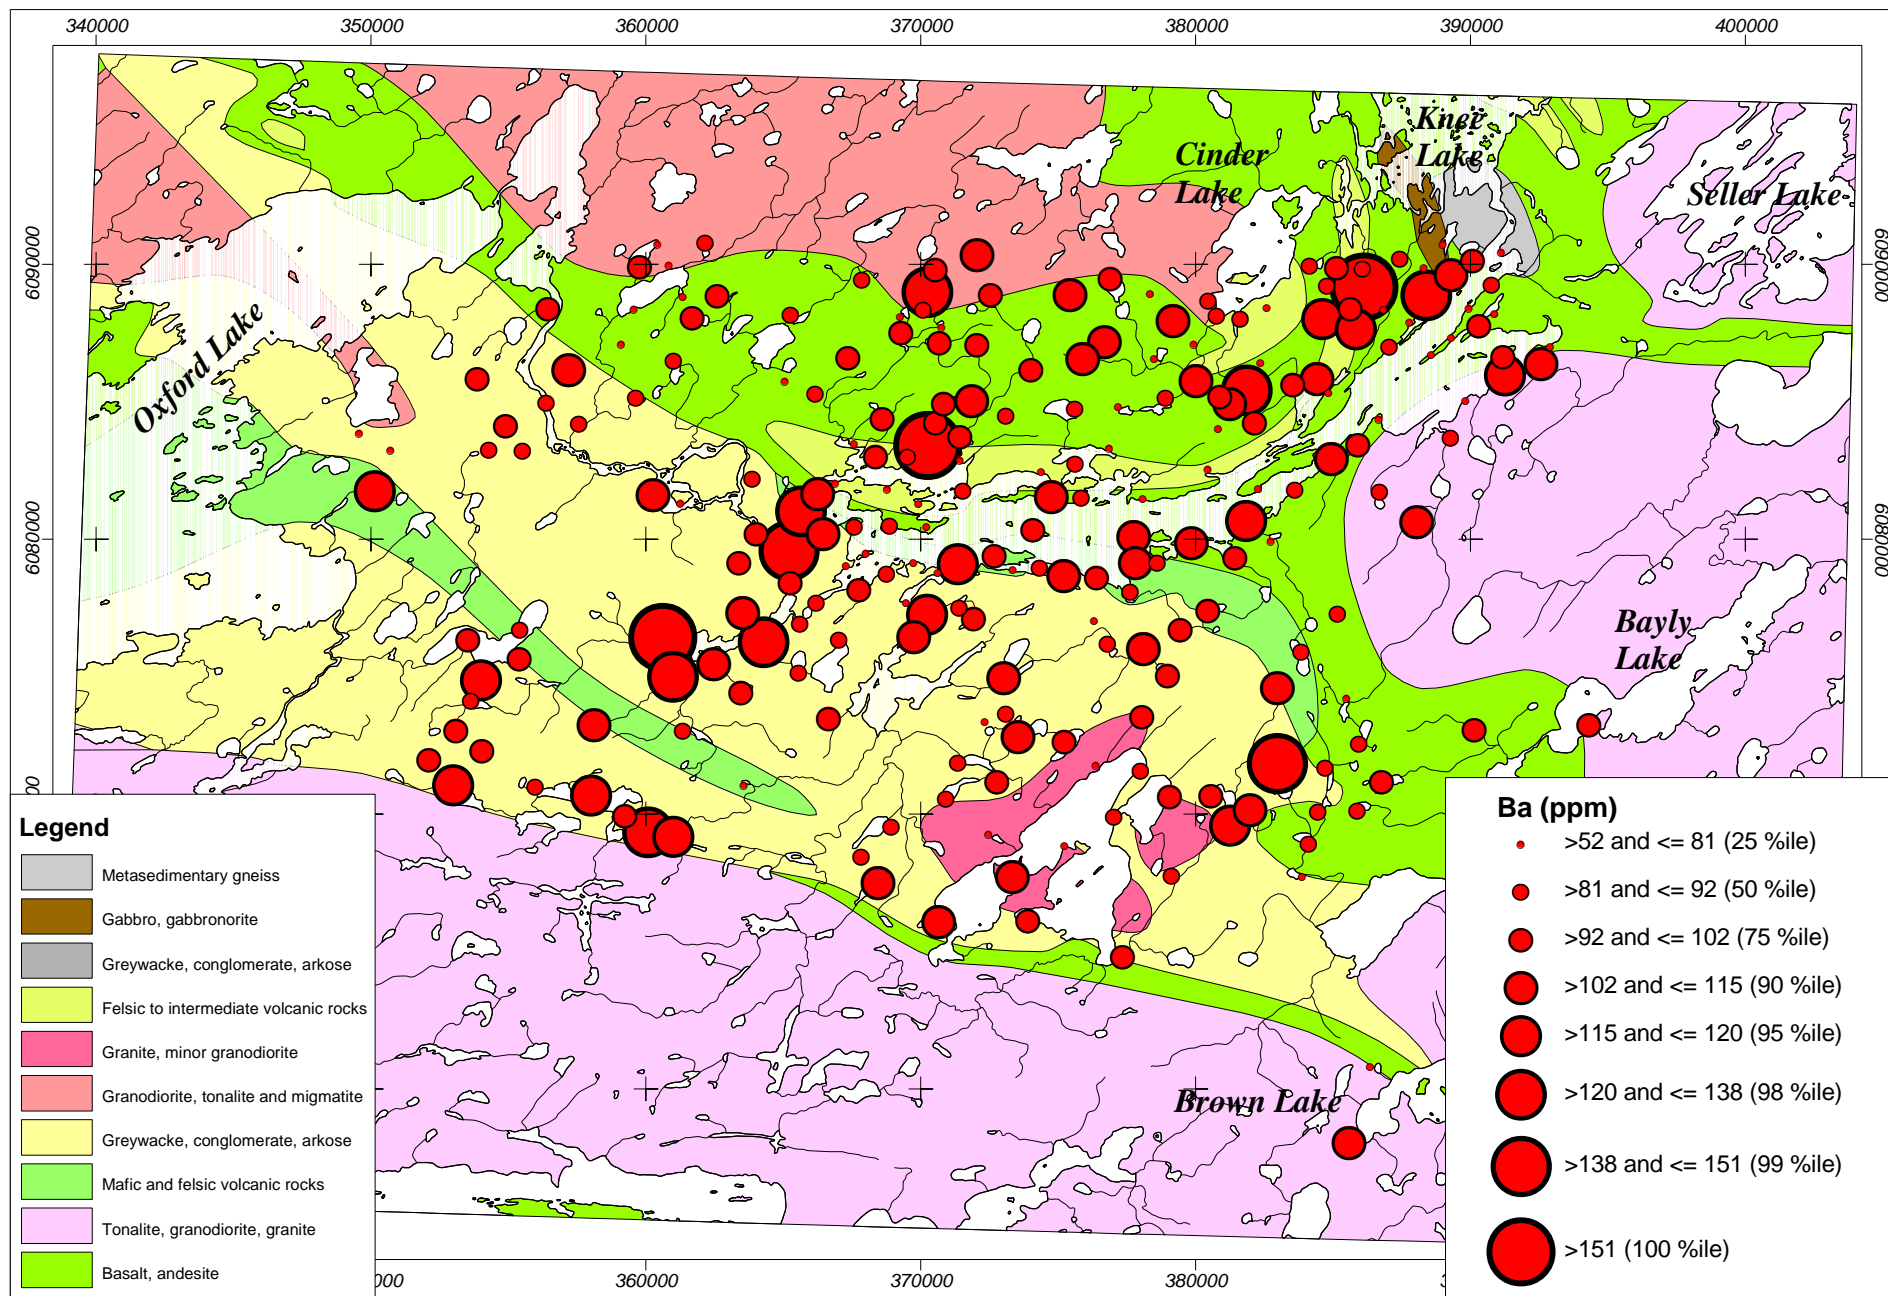 340000 350000 360000 370000 380000 390000 400000
Knee
Lake
Cinder
Lake
Seller Lake
6090000
6090000
Oxford Lake
6080000
6080000
Bayly
Lake
Brown Lake
00
Legend
Metasedimentary gneiss
Gabbro, gabbronorite
Greywacke, conglomerate, arkose
Felsic to intermediate volcanic rocks
Granite, minor granodiorite
Granodiorite, tonalite and migmatite
Greywacke, conglomerate, arkose
Mafic and felsic volcanic rocks
Tonalite, granodiorite, granite
Basalt, andesite
Ba (ppm)
>52 and <= 81 (25 %ile)
>81 and <= 92 (50 %ile)
>92 and <= 102 (75 %ile)
>102 and <= 115 (90 %ile)
>115 and <= 120 (95 %ile)
>120 and <= 138 (98 %ile)
>138 and <= 151 (99 %ile)
>151 (100 %ile)
0000 360000 370000 380000